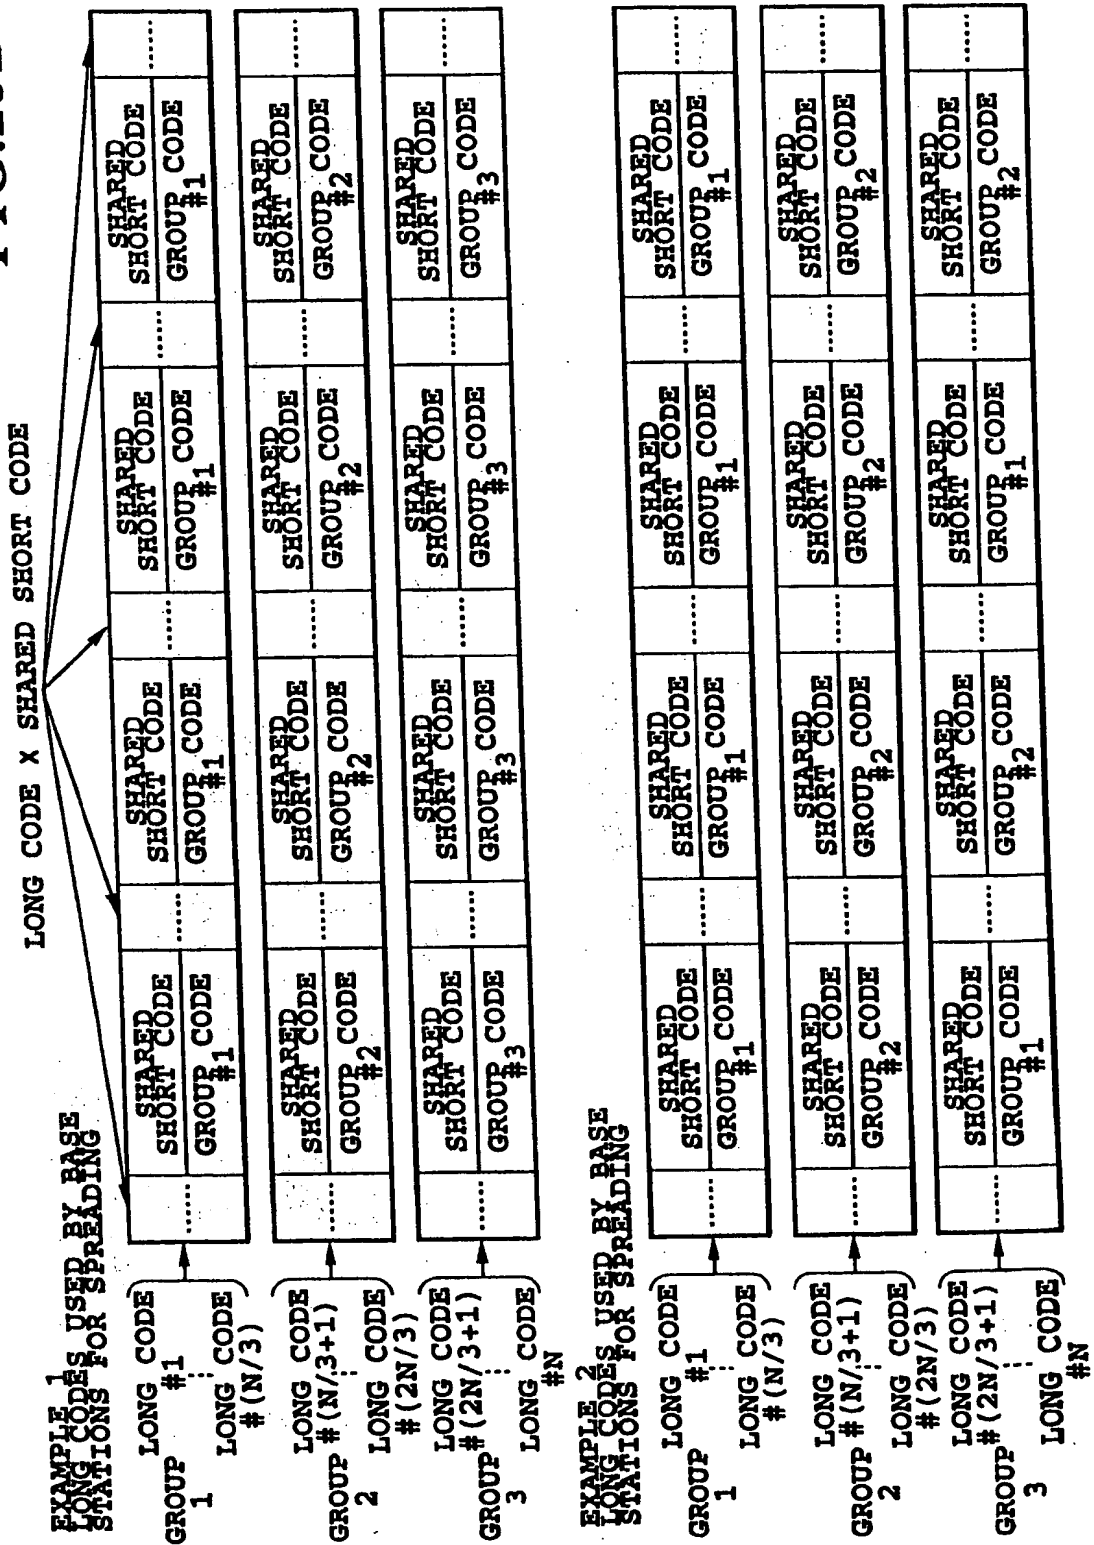 LONG CODE X SHARED SHORT CODE
EXAMPLE 1
LONG CODES USED BY BASE
STATIONS FOR SPREADING
GROUP 1
LONG CODE #1
LONG CODE #(N/3)
......
SHARED SHORT CODE
GROUP CODE #1
......
SHARED SHORT CODE
GROUP CODE #1
......
SHARED SHORT CODE
GROUP CODE #1
......
SHARED SHORT CODE
GROUP CODE #1
......
GROUP 2
LONG CODE #(N/3+1)
LONG CODE #(2N/3)
......
SHARED SHORT CODE
GROUP CODE #2
......
SHARED SHORT CODE
GROUP CODE #2
......
SHARED SHORT CODE
GROUP CODE #2
......
SHARED SHORT CODE
GROUP CODE #2
......
GROUP 3
LONG CODE #(2N/3+1)
LONG CODE #N
......
SHARED SHORT CODE
GROUP CODE #3
......
SHARED SHORT CODE
GROUP CODE #3
......
SHARED SHORT CODE
GROUP CODE #3
......
SHARED SHORT CODE
GROUP CODE #3
......
EXAMPLE 2
LONG CODES USED BY BASE
STATIONS FOR SPREADING
GROUP 1
LONG CODE #1
LONG CODE #(N/3)
......
SHARED SHORT CODE
GROUP CODE #1
......
SHARED SHORT CODE
GROUP CODE #1
......
SHARED SHORT CODE
GROUP CODE #1
......
SHARED SHORT CODE
GROUP CODE #1
......
GROUP 2
LONG CODE #(N/3+1)
LONG CODE #(2N/3)
......
SHARED SHORT CODE
GROUP CODE #2
......
SHARED SHORT CODE
GROUP CODE #2
......
SHARED SHORT CODE
GROUP CODE #2
......
SHARED SHORT CODE
GROUP CODE #2
......
GROUP 3
LONG CODE #(2N/3+1)
LONG CODE #N
......
SHARED SHORT CODE
GROUP CODE #1
......
SHARED SHORT CODE
GROUP CODE #2
......
SHARED SHORT CODE
GROUP CODE #1
......
SHARED SHORT CODE
GROUP CODE #2
......